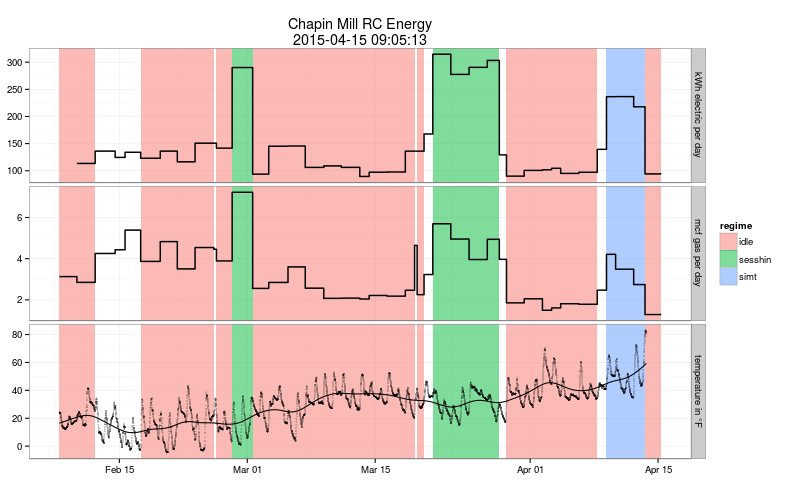 Chapin Mill RC Energy
2015-04-15 09:05:13
300
250
200
150
100
kWh electric per day
6
4
2
mcf gas per day
80
60
40
20
0
temperature in °F
Feb 15
Mar 01
Mar 15
Apr 01
Apr 15
regime
idle
sesshin
simt